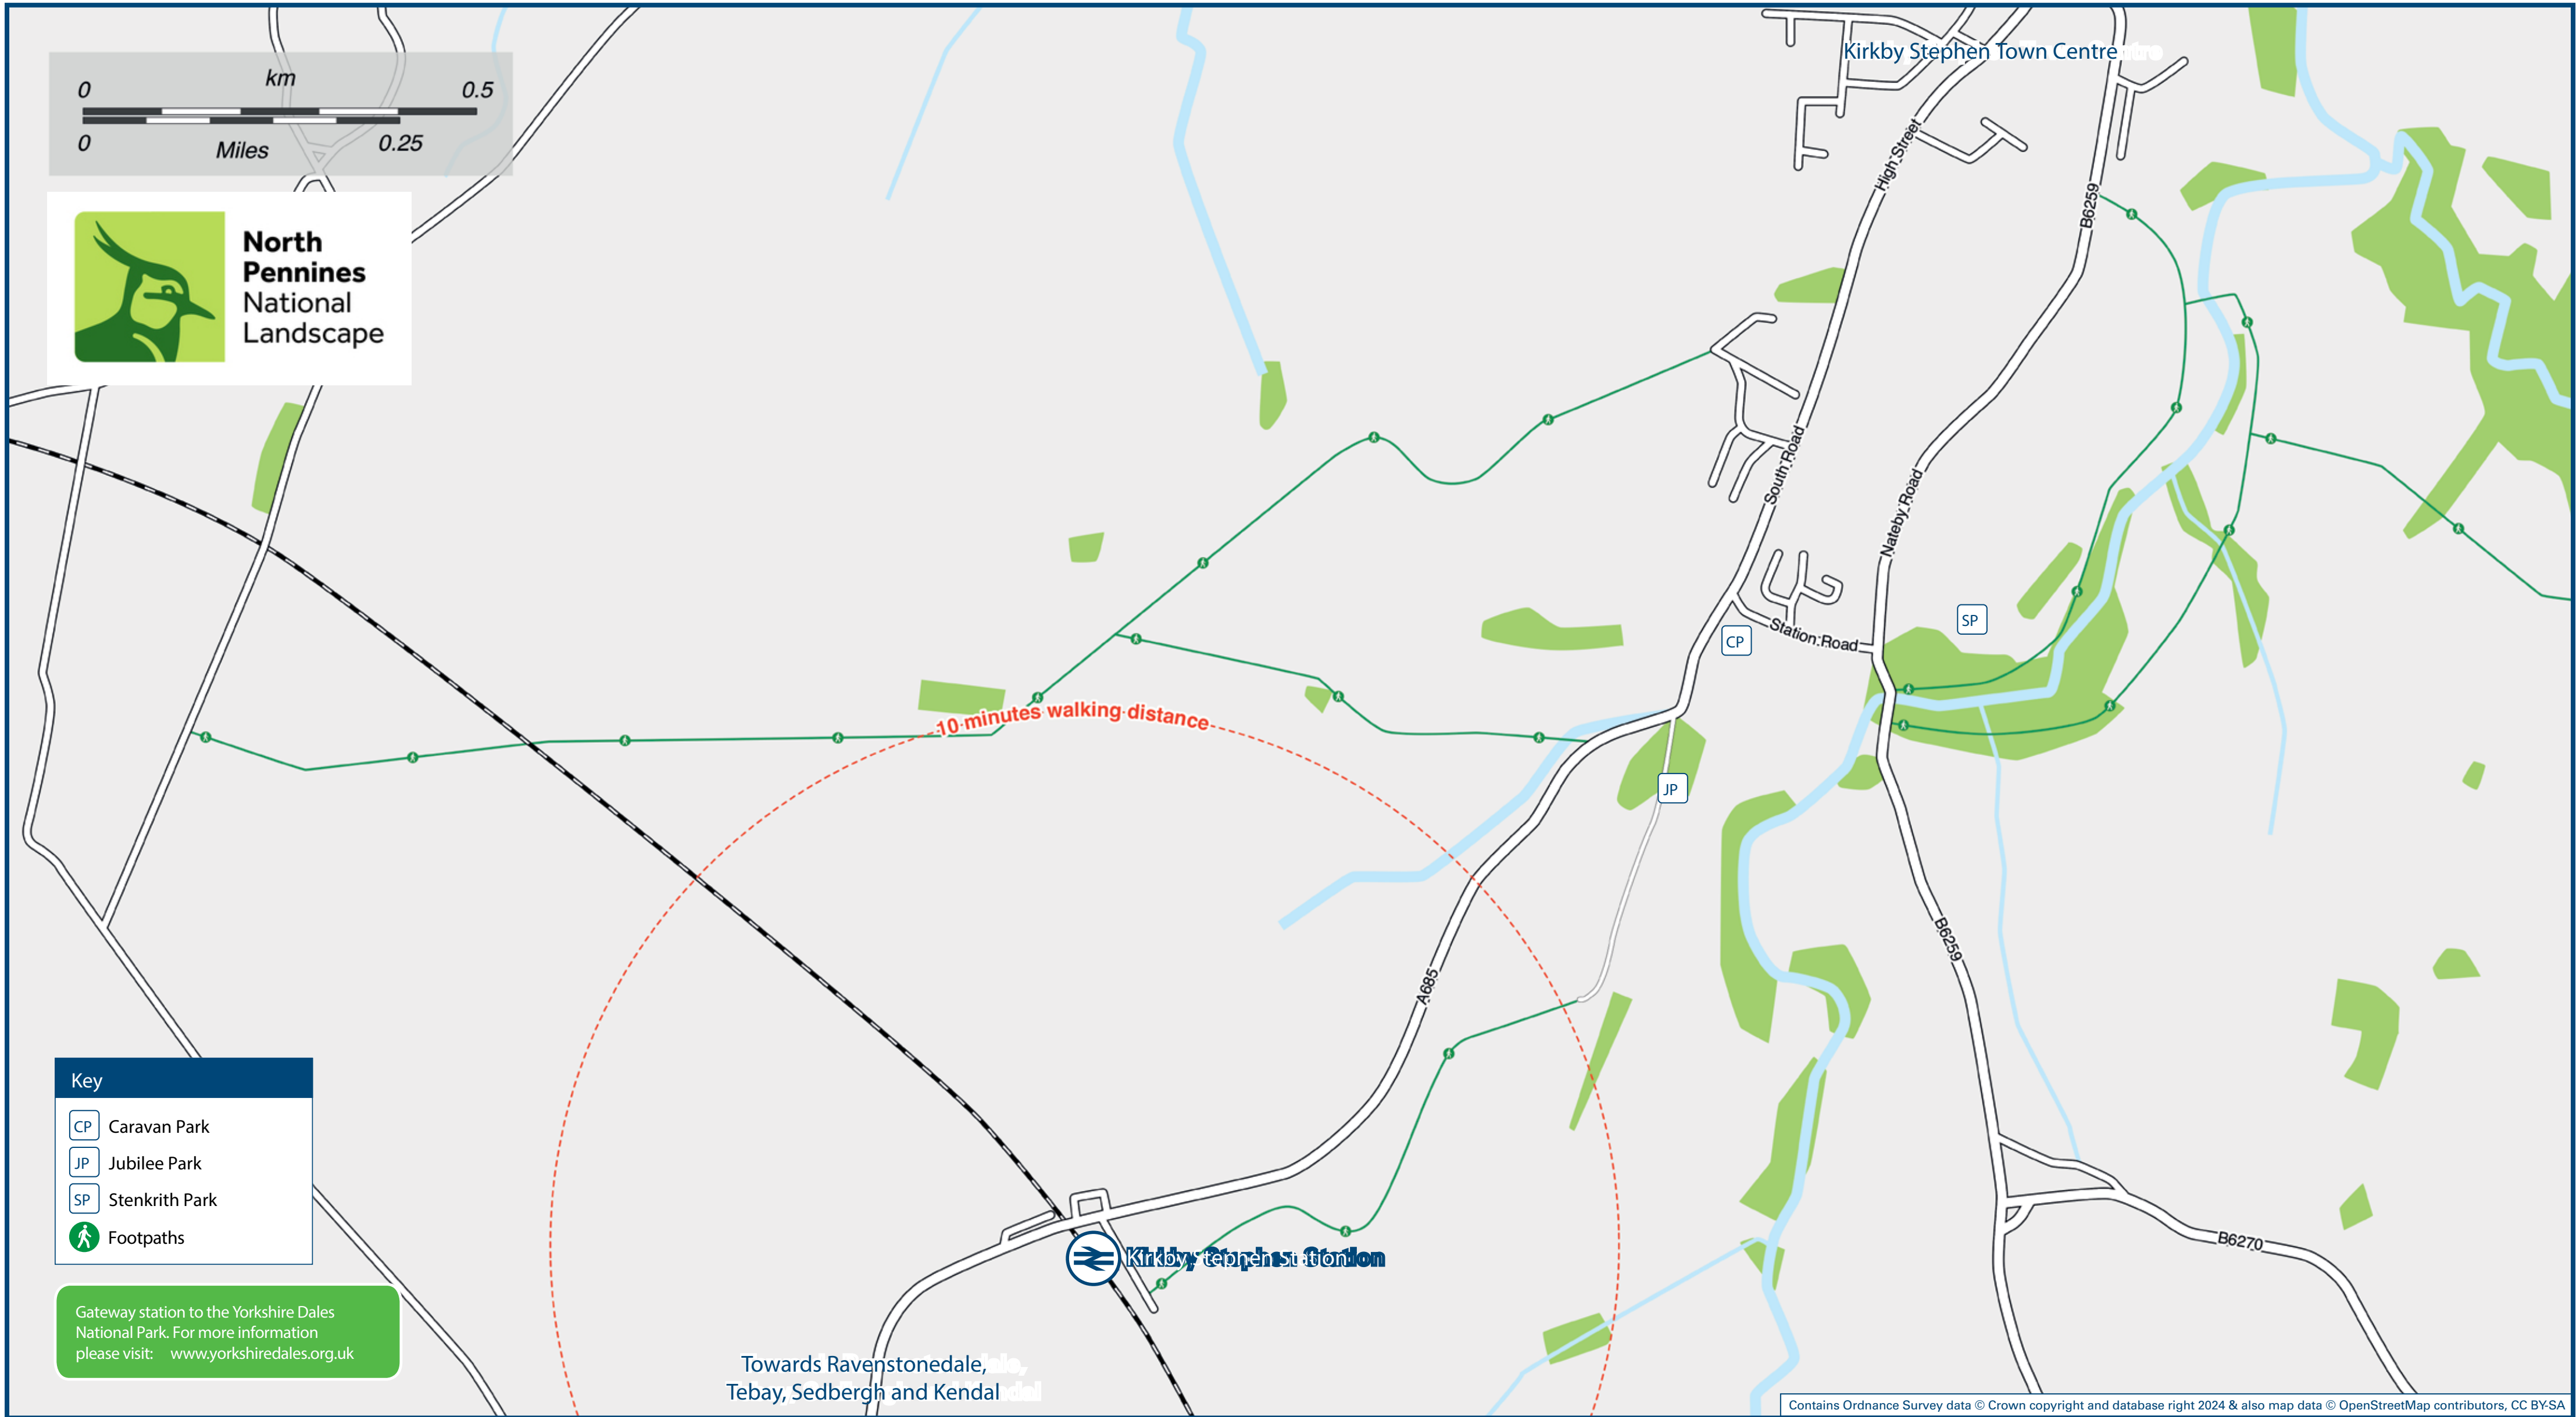 Kirkby Stephen Town Centre
km
0
0.5
0
Miles
0.25
North
Pennines
National
Landscape
High Street
B6259
South Road
Nateby Road
Station Road
CP
SP
JP
10 minutes walking distance
A685
B6259
B6270
Kirkby Stephen Station
Towards Ravenstonedale,
Tebay, Sedbergh and Kendal
Key
CP Caravan Park
JP Jubilee Park
SP Stenkrith Park
Footpaths
Gateway station to the Yorkshire Dales
National Park. For more information
please visit: www.yorkshiredales.org.uk
Contains Ordnance Survey data © Crown copyright and database right 2024 & also map data © OpenStreetMap contributors, CC BY-SA